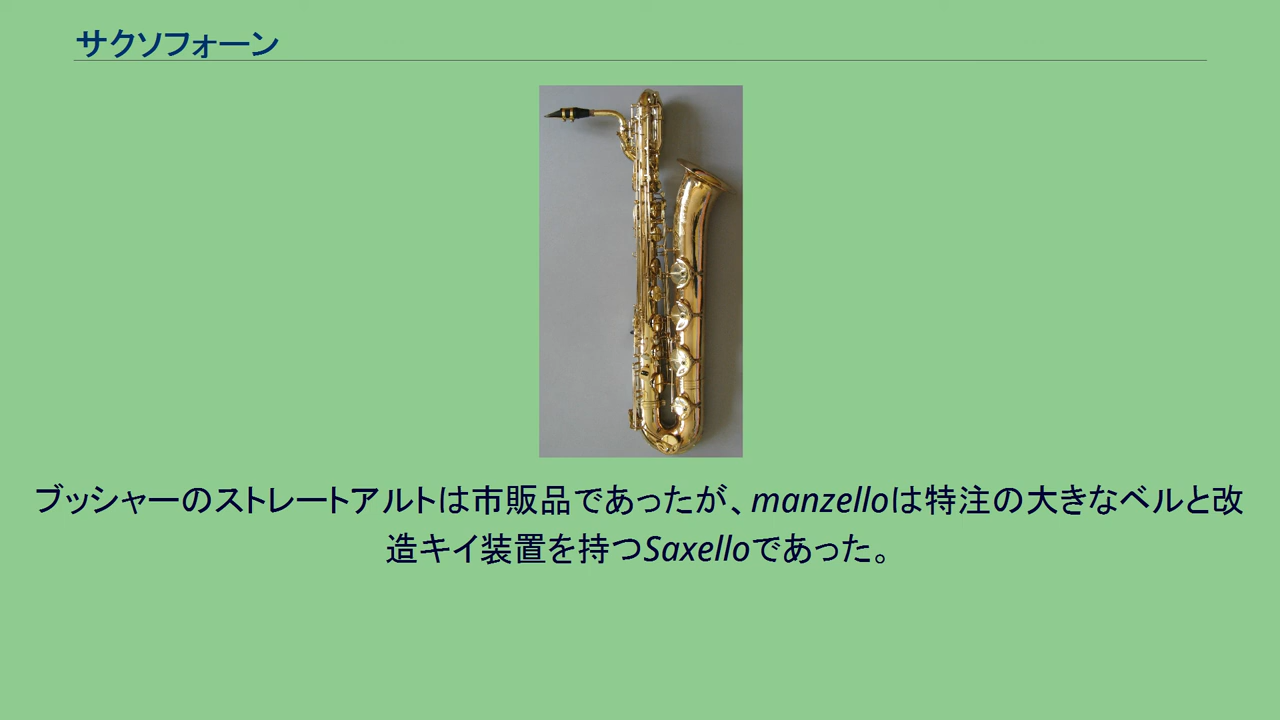 サクソフォーン
ブッシャーのストレートアルトは市販品であったが、manzelloは特注の大きなベルと改
造キイ装置を持つSaxelloであった。